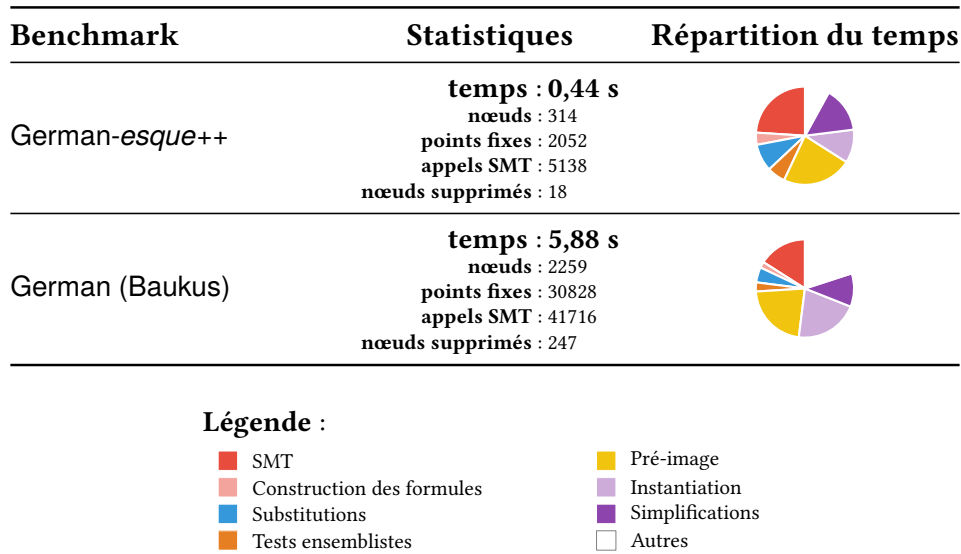 Benchmark Statistiques Répartition du temps
temps : 0,44 s
nœuds : 314
German-esque++
points fixes : 2052
appels SMT : 5138
nœuds supprimés : 18
temps : 5,88 s
nœuds : 2259
German (Baukus)
points fixes : 30828
appels SMT : 41716
nœuds supprimés : 247
Légende :
SMT
Construction des formules
Substitutions
Tests ensemblistes
Pré-image
Instantiation
Simplifications
Autres